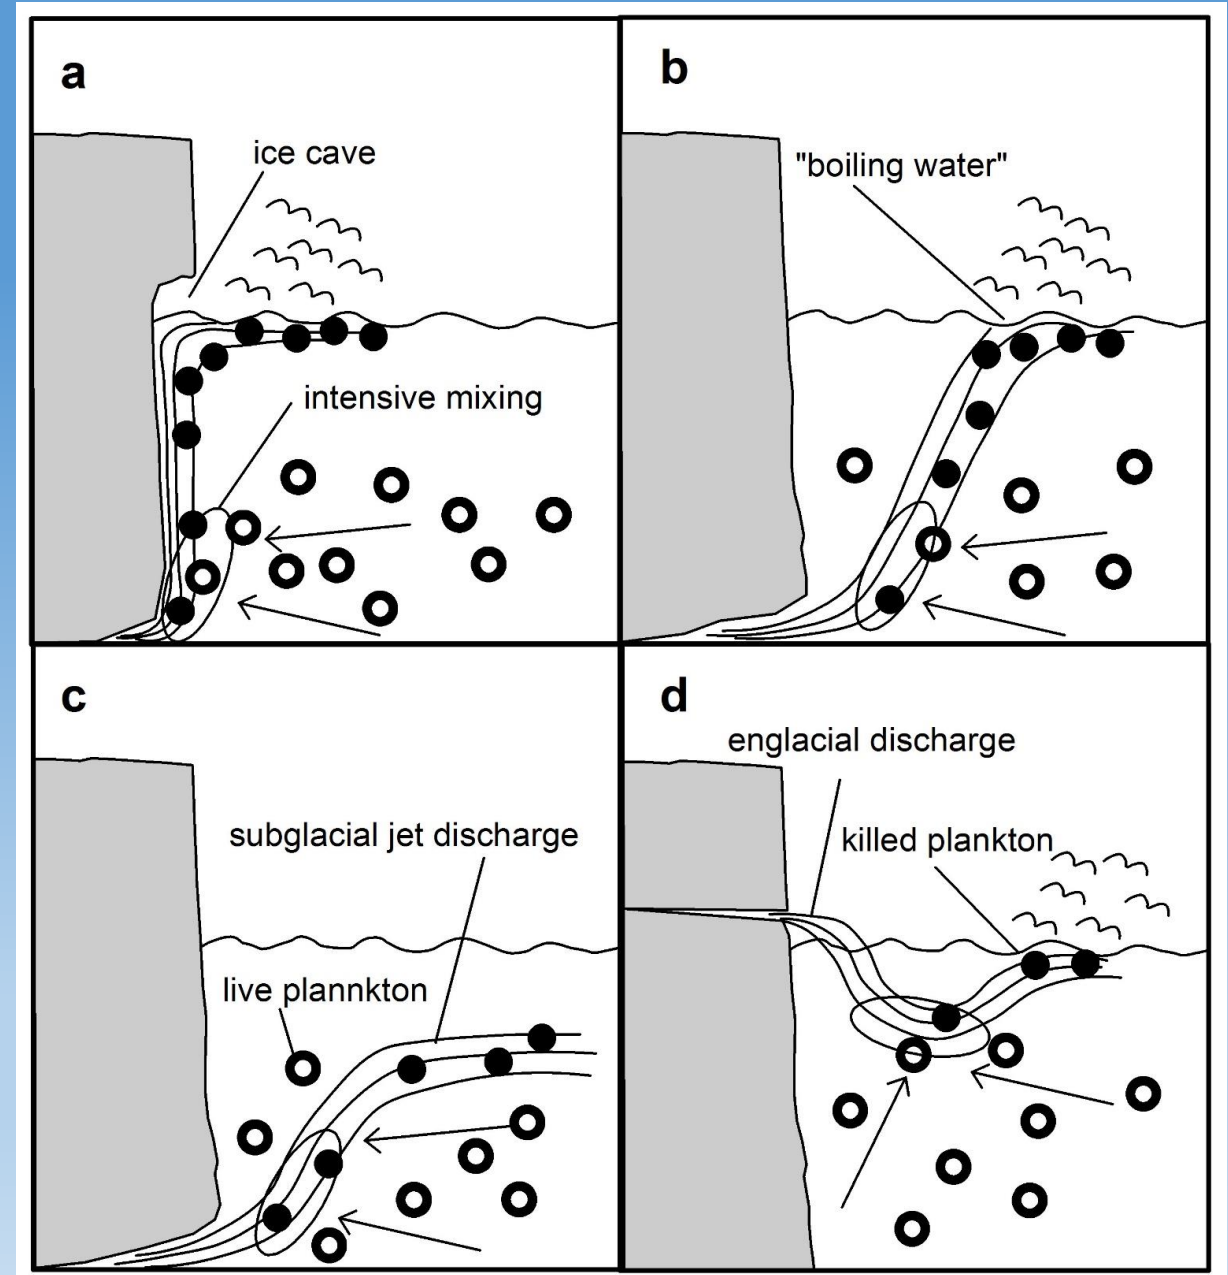 a
ice cave
intensive mixing
b
"boiling water"
c
subglacial jet discharge
live plannkton
d
englacial discharge
killed plankton